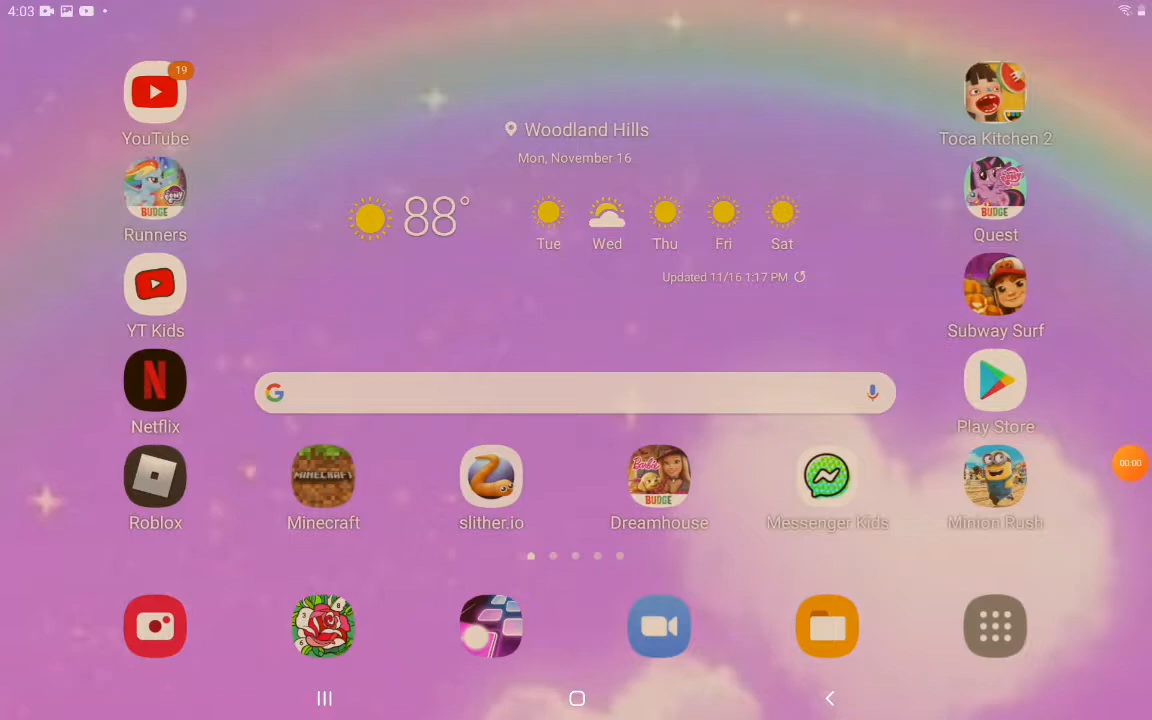 4:03
19
YouTube
Toca Kitchen 2
Woodland Hills
Mon, November 16
BUDGE
Runners
88°
Tue Wed Thu Fri Sat
BUDGE
Quest
Updated 11/16 1:17 PM
YT Kids
Subway Surf
N
Netflix
Play Store
G
00:00
MINECRAFT
Barbie
BUDGE
Roblox
Minecraft
slither.io
Dreamhouse
Messenger Kids
Minion Rush